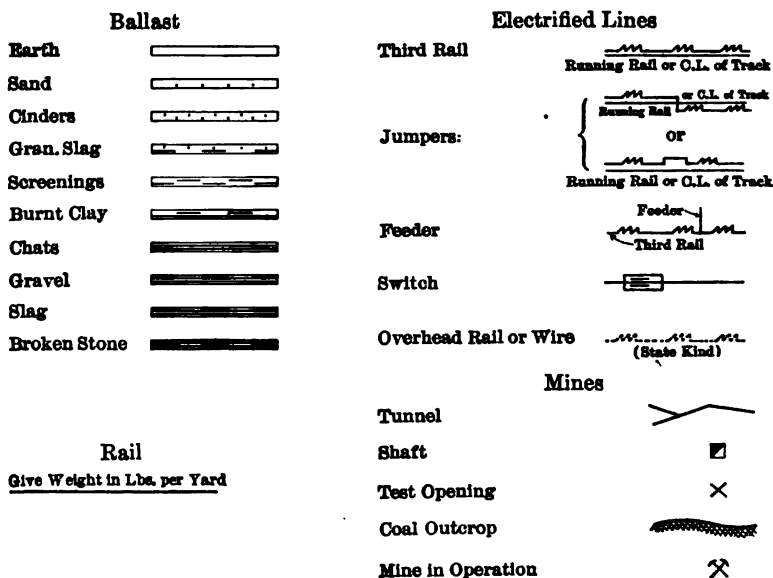 Ballast
Earth
Sand
Cinders
Gran. Slag
Screenings
Burnt Clay
Chats
Gravel
Slag
Broken Stone
Rail
Give Weight in Lbs. per Yard
Electrified Lines
Third Rail
Running Rail or C.L. of Track
Jumpers:
or C.L. of Track
Running Rail
or
Running Rail or C.L. of Track
Feeder
Feeder
Third Rail
Switch
Overhead Rail or Wire
(State Kind)
Mines
Tunnel
Shaft
Test Opening
Coal Outcrop
Mine in Operation